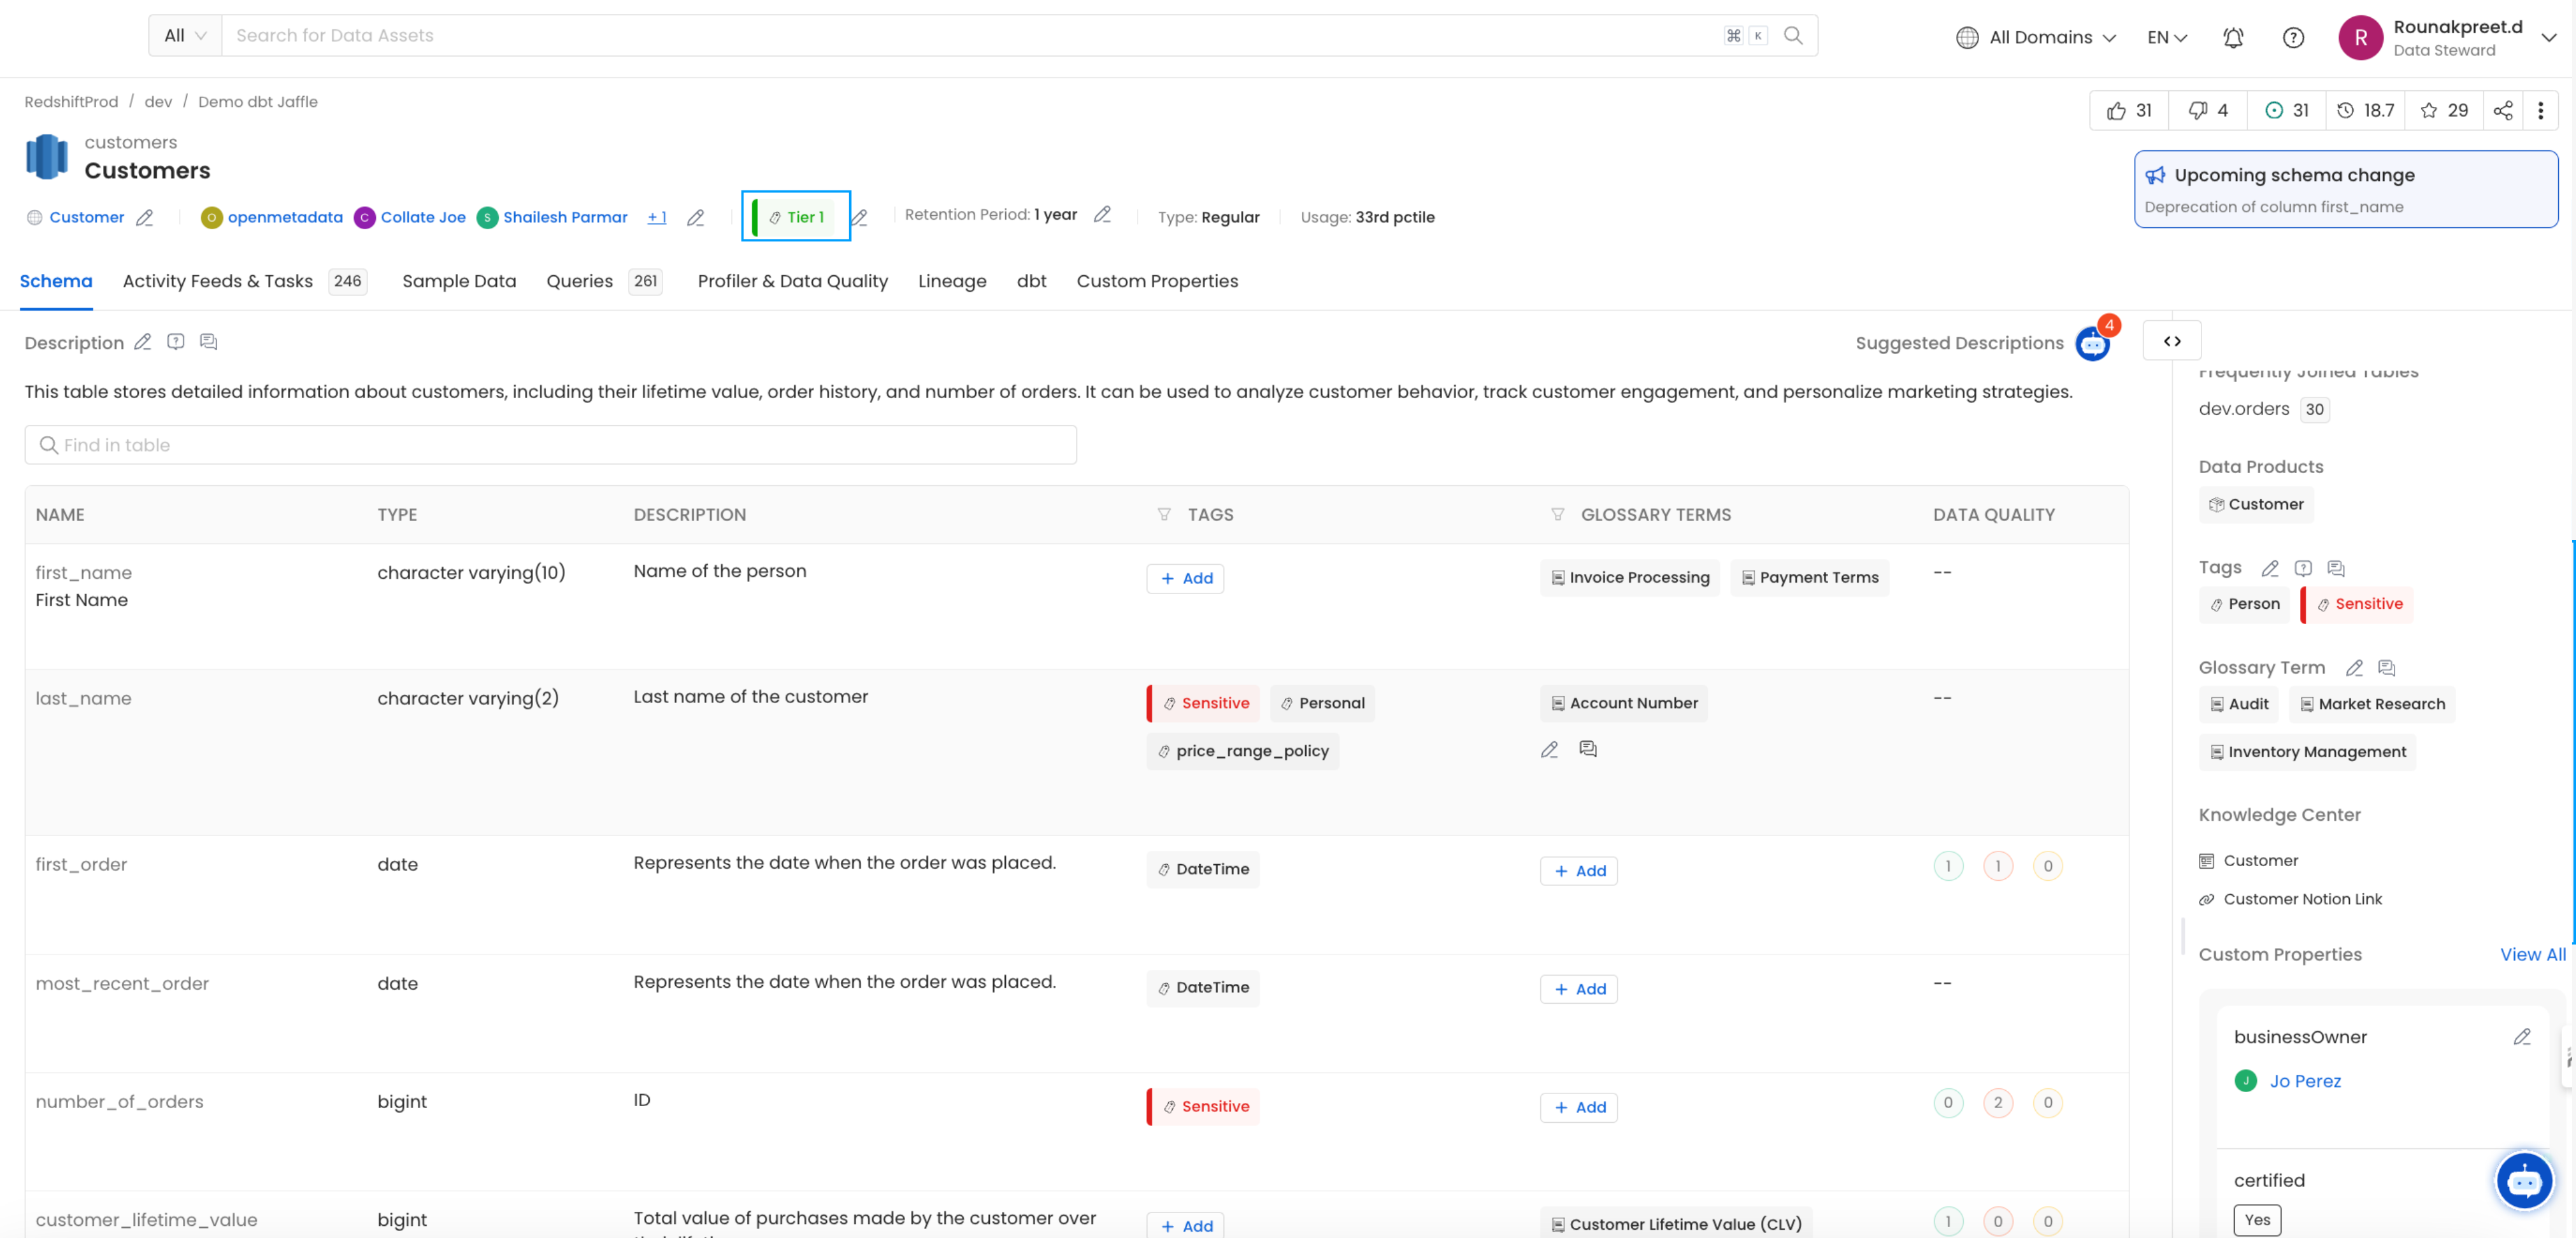 All
Search for Data Assets
⌘ K
All Domains
EN
R
Rounakpreet.d
Data Steward
RedshiftProd / dev / Demo dbt Jaffle
31
4
31
18.7
29
customers
Customers
Upcoming schema change
Deprecation of column first_name
Customer
O openmetadata C Collate Joe S Shailesh Parmar +1
Tier 1
Retention Period: 1 year
Type: Regular
Usage: 33rd pctile
Schema Activity Feeds & Tasks 246 Sample Data Queries 261 Profiler & Data Quality Lineage dbt Custom Properties
Description
Suggested Descriptions 4
This table stores detailed information about customers, including their lifetime value, order history, and number of orders. It can be used to analyze customer behavior, track customer engagement, and personalize marketing strategies.
Find in table
NAME TYPE DESCRIPTION TAGS GLOSSARY TERMS DATA QUALITY
first_name character varying(10) Name of the person + Add Invoice Processing Payment Terms --
First Name
last_name character varying(2) Last name of the customer Sensitive Personal Account Number --
price_range_policy
first_order date Represents the date when the order was placed. DateTime + Add 1 1 0
most_recent_order date Represents the date when the order was placed. DateTime + Add --
number_of_orders bigint ID Sensitive + Add 0 2 0
customer_lifetime_value bigint Total value of purchases made by the customer over + Add Customer Lifetime Value (CLV) 1 0 0
Frequently Joined Tables
dev.orders 30
Data Products
Customer
Tags
Person Sensitive
Glossary Term
Audit Market Research
Inventory Management
Knowledge Center
Customer
Customer Notion Link
Custom Properties View All
businessOwner
J Jo Perez
certified
Yes